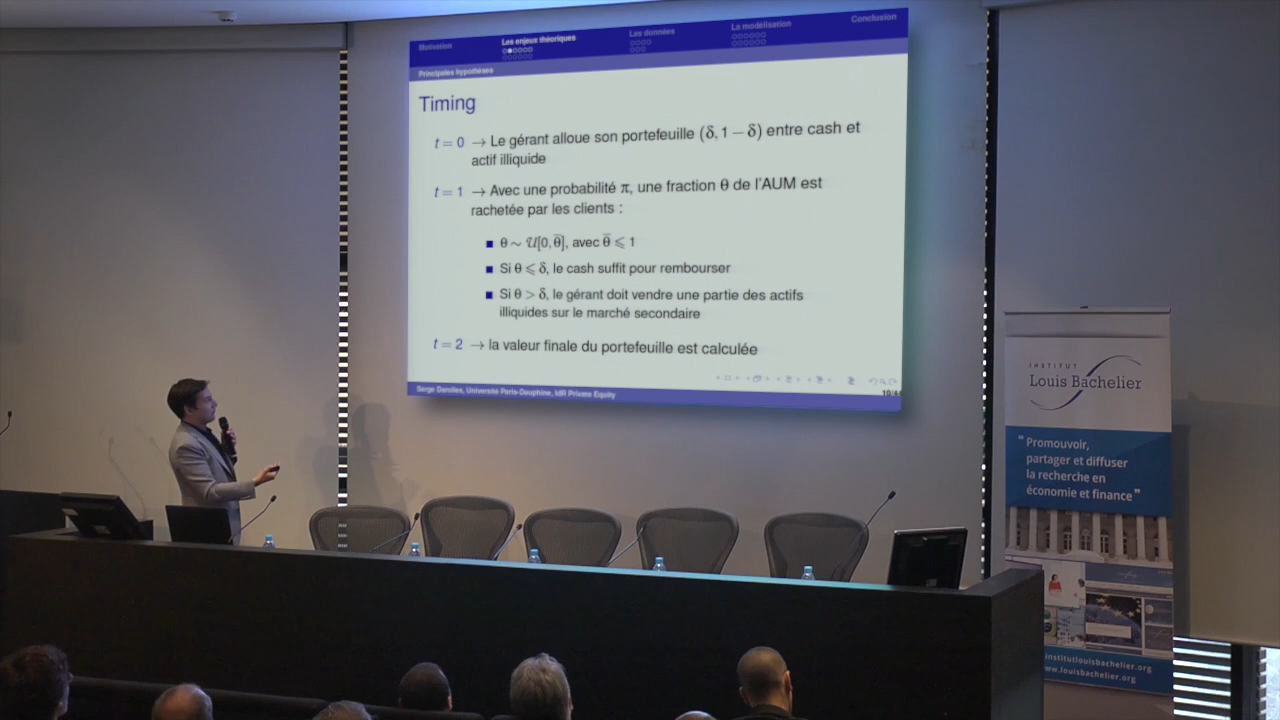 Motivation
Les enjeux théoriques
Les données
La modélisation
Conclusion
Principales hypothèses
Timing
t = 0 → Le gérant alloue son portefeuille (δ, 1 − δ) entre cash et
actif illiquide
t = 1 → Avec une probabilité π, une fraction θ de l'AUM est
rachetée par les clients :
■ θ ∼ U[0, θ̅], avec θ̅ ⩽ 1
■ Si θ ⩽ δ, le cash suffit pour rembourser
■ Si θ > δ, le gérant doit vendre une partie des actifs
illiquides sur le marché secondaire
t = 2 → la valeur finale du portefeuille est calculée
Serge Darolles, Université Paris-Dauphine, IdR Private Equity
INSTITUT
Louis Bachelier
" Promouvoir,
partager et diffuser
la recherche en
économie et finance "
institutlouisbachelier.org
www.louisbachelier.org